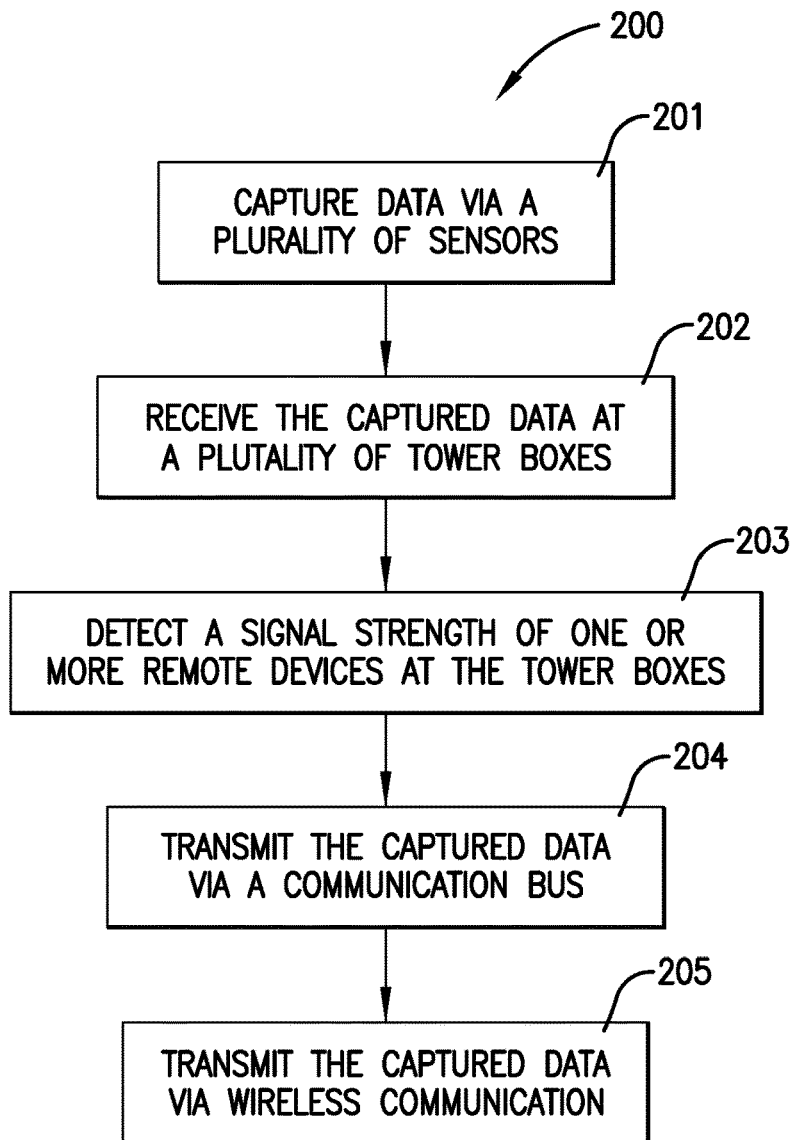 200
201
CAPTURE DATA VIA A
PLURALITY OF SENSORS
202
RECEIVE THE CAPTURED DATA AT
A PLUTALITY OF TOWER BOXES
203
DETECT A SIGNAL STRENGTH OF ONE OR
MORE REMOTE DEVICES AT THE TOWER BOXES
204
TRANSMIT THE CAPTURED DATA
VIA A COMMUNICATION BUS
205
TRANSMIT THE CAPTURED DATA
VIA WIRELESS COMMUNICATION